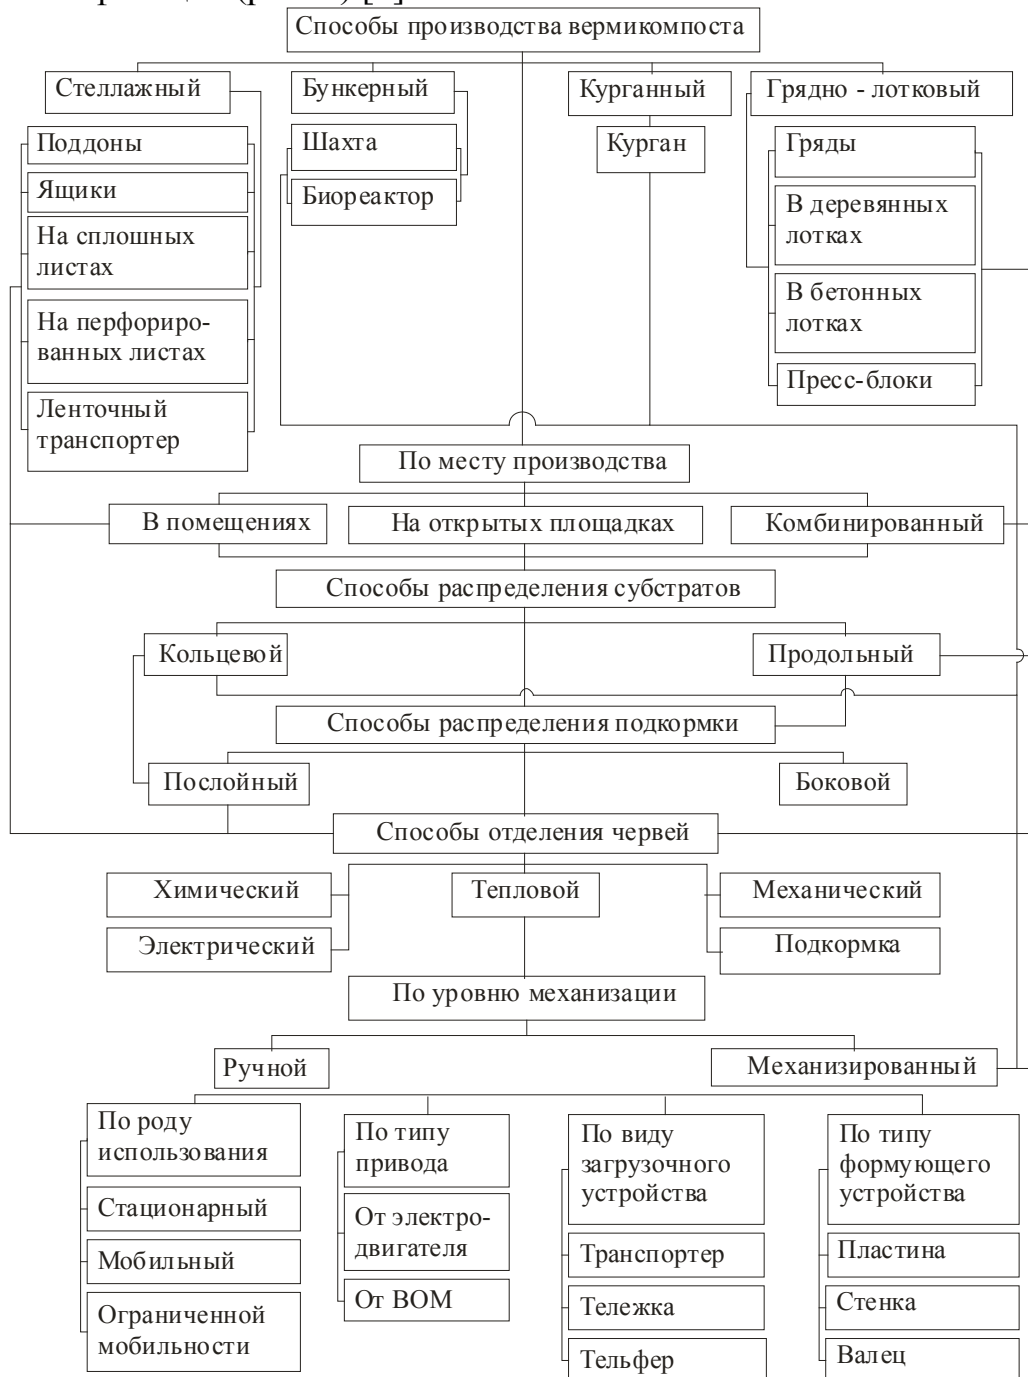 Способы производства вермикомпоста
Стеллажный
Бункерный
Курганный
Грядно - лотковый
Поддоны
Ящики
На сплошных
листах
На перфориро-
ванных листах
Ленточный
транспортер
Шахта
Биореактор
Курган
Гряды
В деревянных
лотках
В бетонных
лотках
Пресс-блоки
По месту производства
В помещениях
На открытых площадках
Комбинированный
Способы распределения субстратов
Кольцевой
Продольный
Способы распределения подкормки
Послойный
Боковой
Способы отделения червей
Химический
Тепловой
Механический
Электрический
Подкормка
По уровню механизации
Ручной
Механизированный
По роду
использования
Стационарный
Мобильный
Ограниченной
мобильности
По типу
привода
От электро-
двигателя
От ВОМ
По виду
загрузочного
устройства
Транспортер
Тележка
Тельфер
По типу
формующего
устройства
Пластина
Стенка
Валец